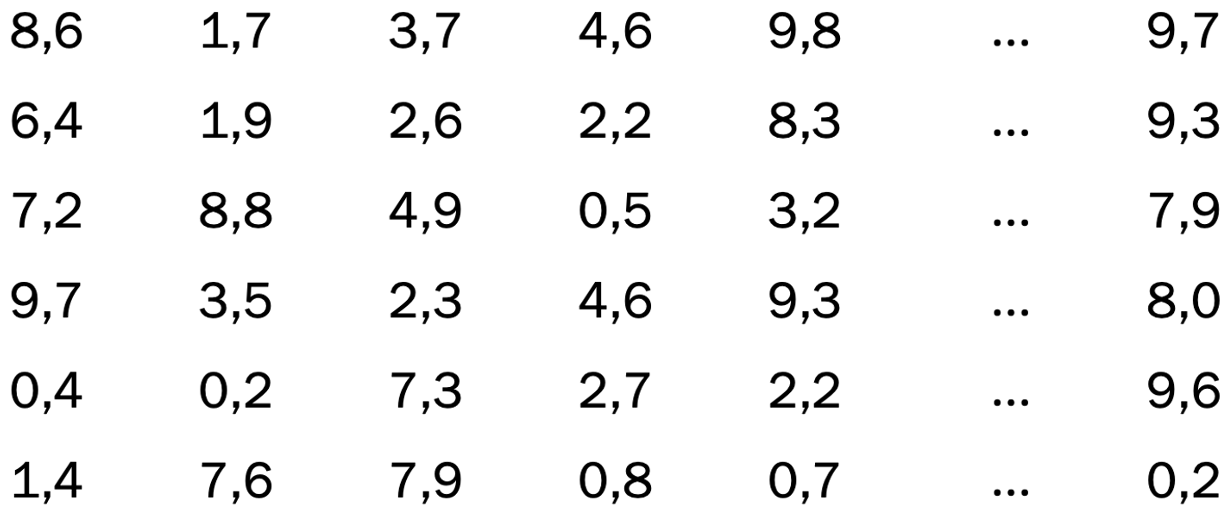 8,6 1,7 3,7 4,6 9,8 ... 9,7
6,4 1,9 2,6 2,2 8,3 ... 9,3
7,2 8,8 4,9 0,5 3,2 ... 7,9
9,7 3,5 2,3 4,6 9,3 ... 8,0
0,4 0,2 7,3 2,7 2,2 ... 9,6
1,4 7,6 7,9 0,8 0,7 ... 0,2